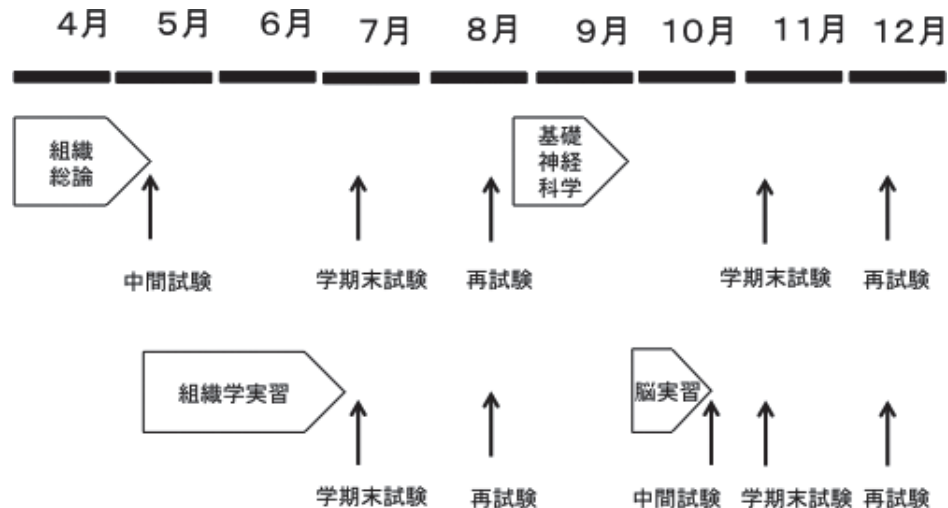 4月 5月 6月 7月 8月 9月 10月 11月 12月
組織
総論
基礎
神経
科学
中間試験 学期末試験 再試験 学期末試験 再試験
組織学実習 脳実習
学期末試験 再試験 中間試験 学期末試験 再試験